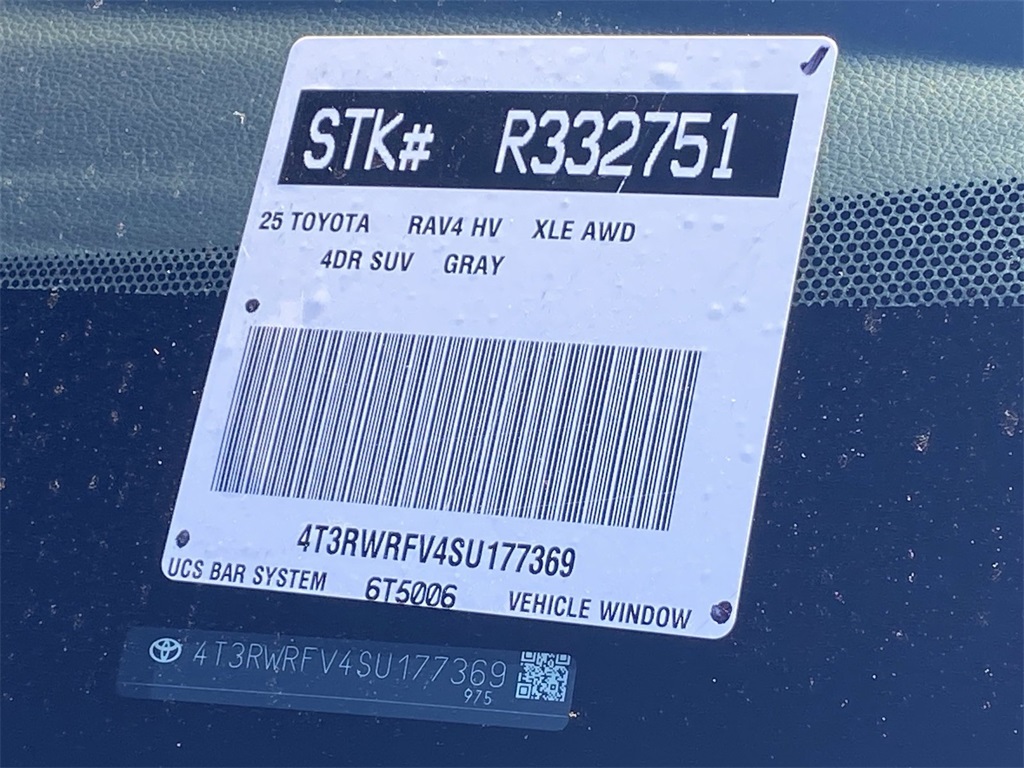 STK# R332751
25 TOYOTA RAV4 HV XLE AWD
4DR SUV GRAY
4T3RWRFV4SU177369
UCS BAR SYSTEM 6T5006 VEHICLE WINDOW
4T3RWRFV4SU177369
975